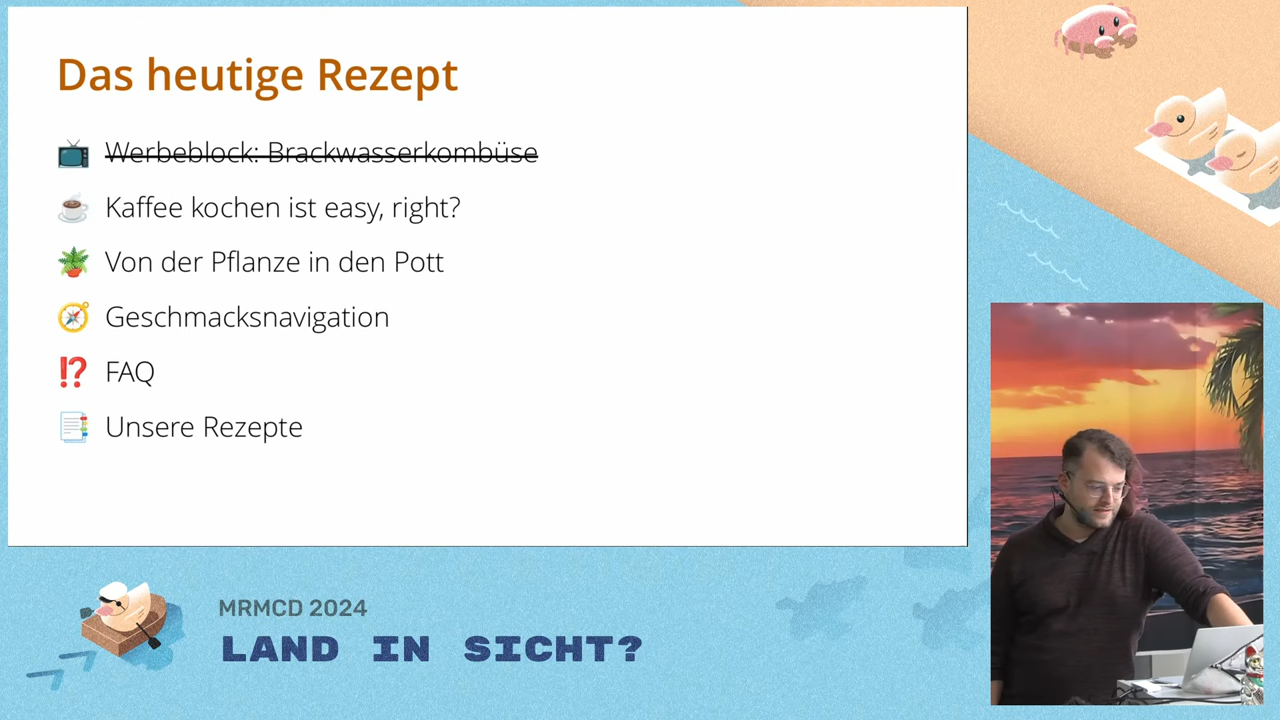 Das heutige Rezept
Werbeblock: Brackwasserkombüse
Kaffee kochen ist easy, right?
Von der Pflanze in den Pott
Geschmacksnavigation
FAQ
Unsere Rezepte
MRMCD 2024
LAND IN SICHT?